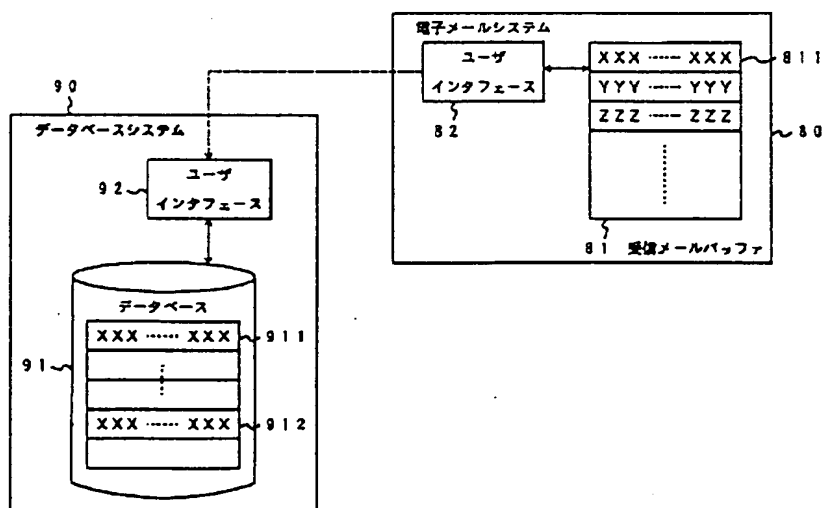 電子メールシステム
ユーザ
インタフェース
82
XXX …… XXX
811
YYY …… YYY
ZZZ …… ZZZ
80
81
受信メールバッファ
90
データベースシステム
92
ユーザ
インタフェース
データベース
91
XXX …… XXX
911
XXX …… XXX
912